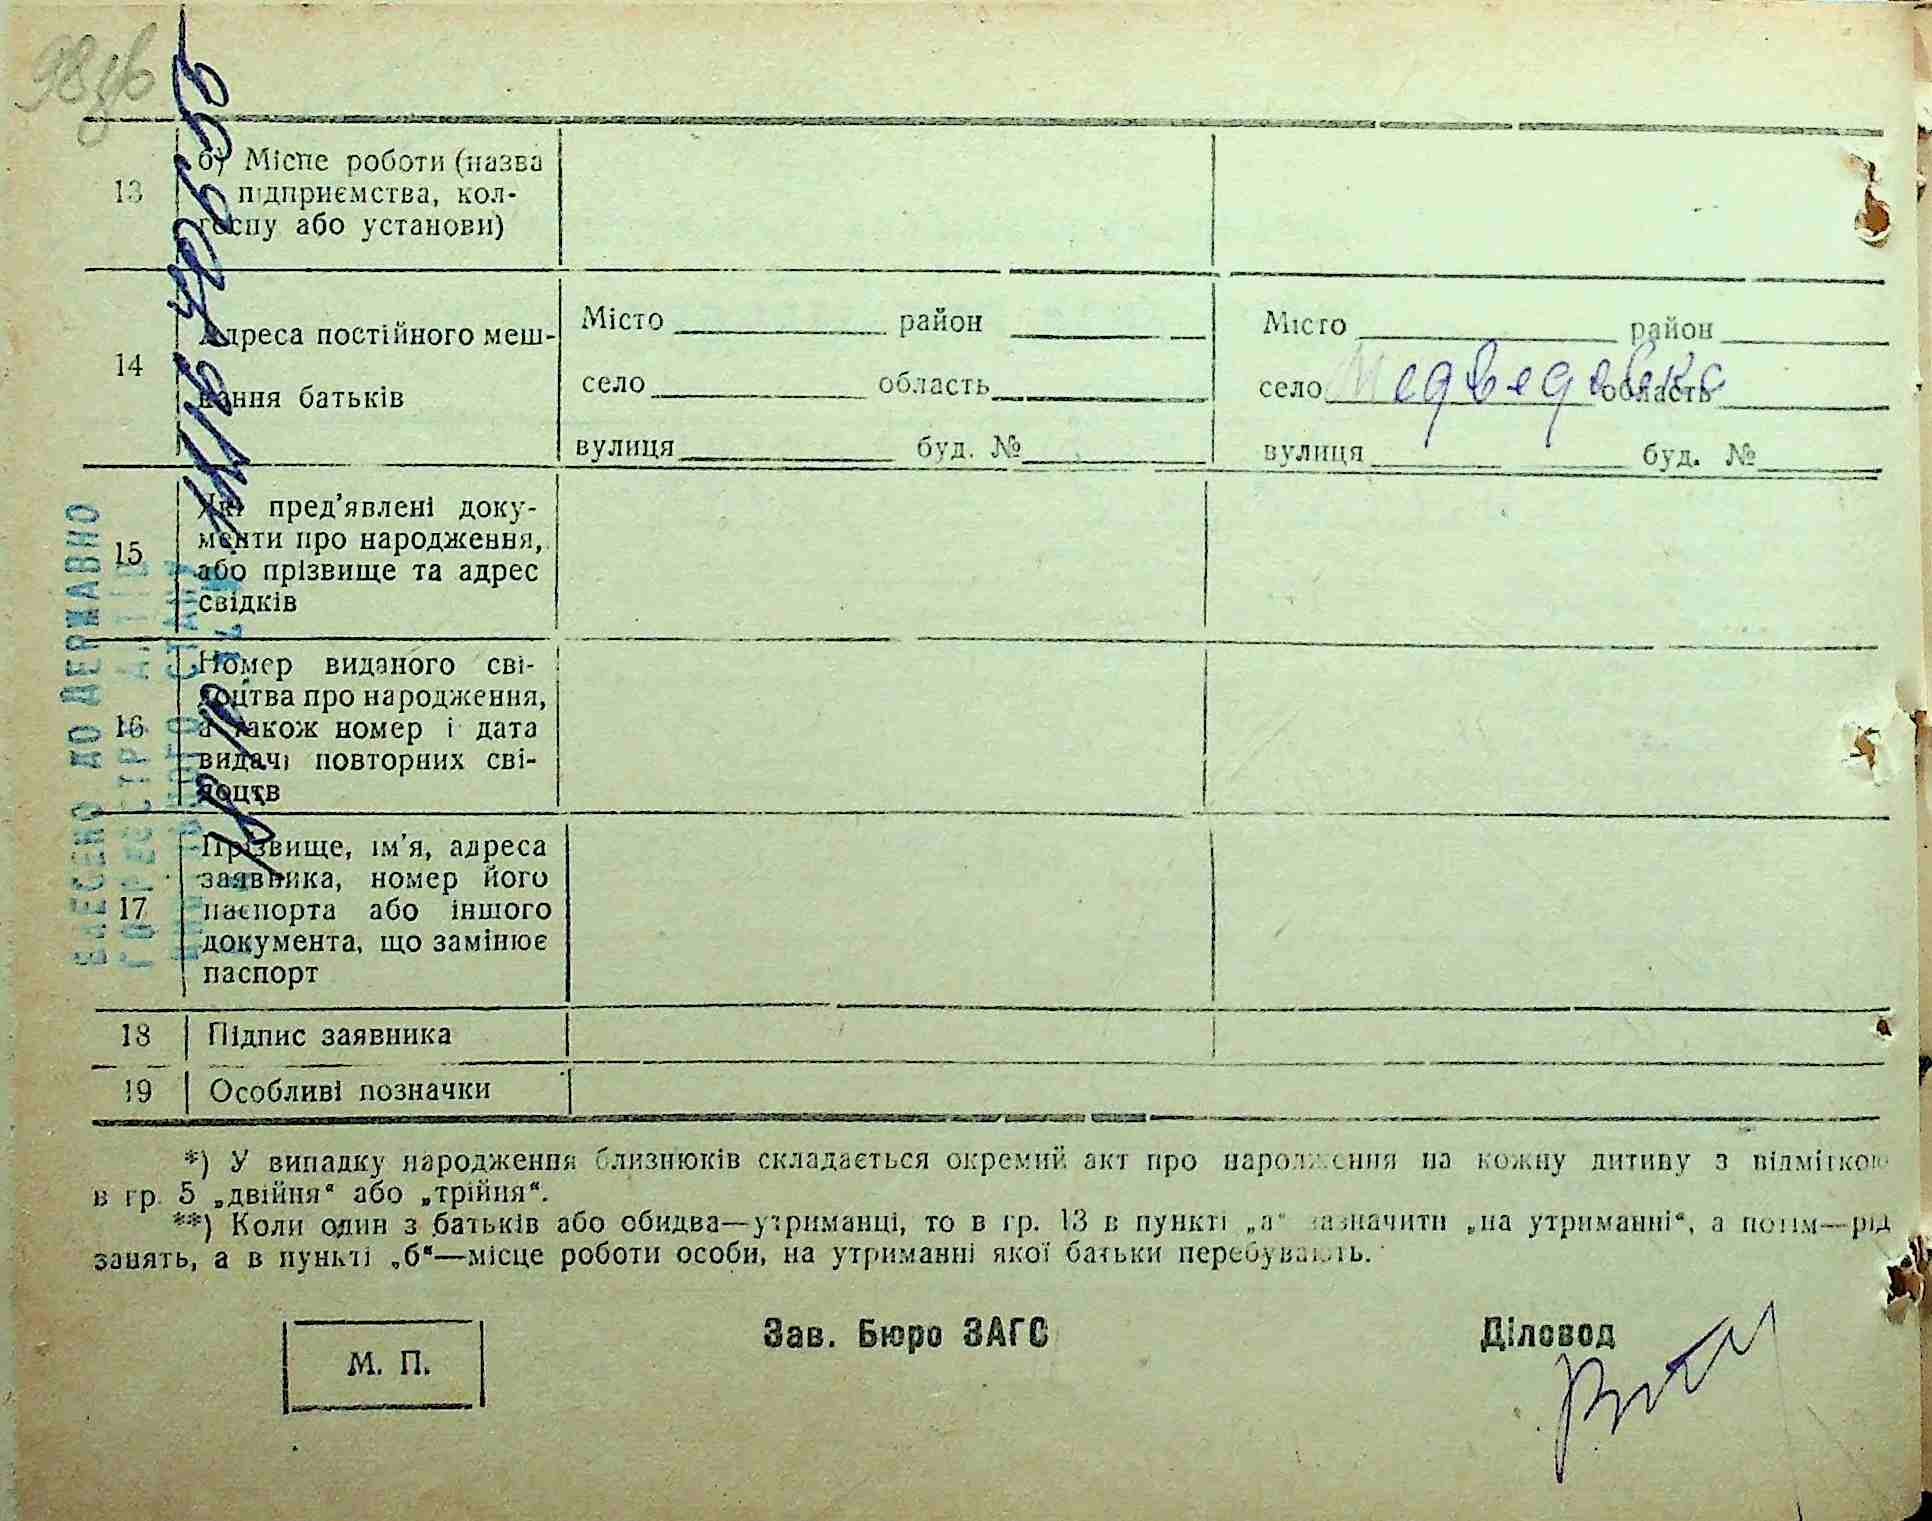 13
б) Місце роботи (назва
підприємства, кол-
госпу або установи)
14
Адреса постійного меш-
кання батьків
Місто район
село область
вулиця буд. №
Місто район
село Медведовка область
вулиця буд. №
15
Які пред’явлені доку-
менти про народження,
або прізвище та адрес
свідків
16
Номер виданого сві-
доцтва про народження,
а також номер і дата
видачі повторних сві-
доцтв
17
Прізвище, ім’я, адреса
заявника, номер його
паспорта або іншого
документа, що замінює
паспорт
18 Підпис заявника
19 Особливі позначки
*) У випадку народження близнюків складається окремий акт про народження на кожну дитину з відміткою
в гр. 5 „двійня“ або „трійня“.
**) Коли один з батьків або обидва—утриманці, то в гр. 13 в пункті „а“ зазначити „на утриманні“, а потім—рід
занять, а в пункті „б“—місце роботи особи, на утриманні якої батьки перебувають.
М. П.
Зав. Бюро ЗАГС
Діловод
ВНЕСЕНО ДО ДЕРЖАВНО